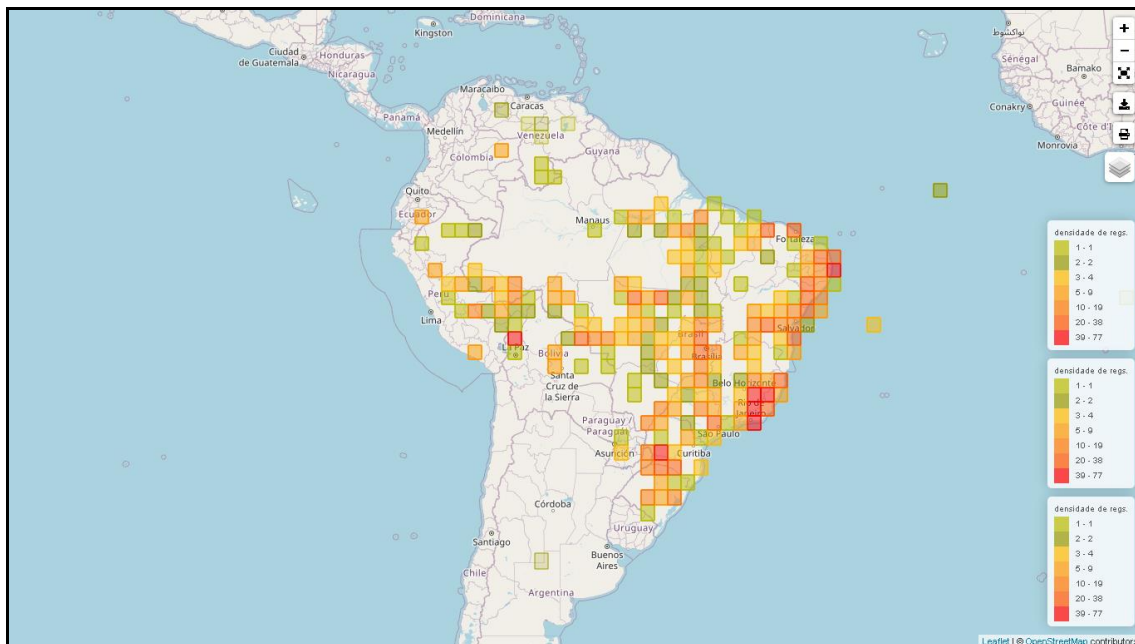 Dominicana
Kingston
نواكشوط
Ciudad
de Guatemala
Honduras
Nicaragua
Sénégal
Bamako
Maracaibo
Caracas
Panamá
Conakry
Guinée
Côte d'I
Medellín
Venezuela
Monrovia
Colombia
Guyana
Quito
Ecuador
Manaus
Fortaleza
Perú
Lima
Salvador
Brasil
La Paz
Bolivia
Brasília
Santa
Cruz de
la Sierra
Belo Horizonte
Rio de
Janeiro
Paraguay /
Paraguái
São Paulo
Asunción
Curitiba
Córdoba
Uruguay
Santiago
Buenos
Aires
Chile
Argentina
+
−
densidade de regs.
1 - 1
2 - 2
3 - 4
5 - 9
10 - 19
20 - 38
39 - 77
densidade de regs.
1 - 1
2 - 2
3 - 4
5 - 9
10 - 19
20 - 38
39 - 77
densidade de regs.
1 - 1
2 - 2
3 - 4
5 - 9
10 - 19
20 - 38
39 - 77
Leaflet | © OpenStreetMap contributors